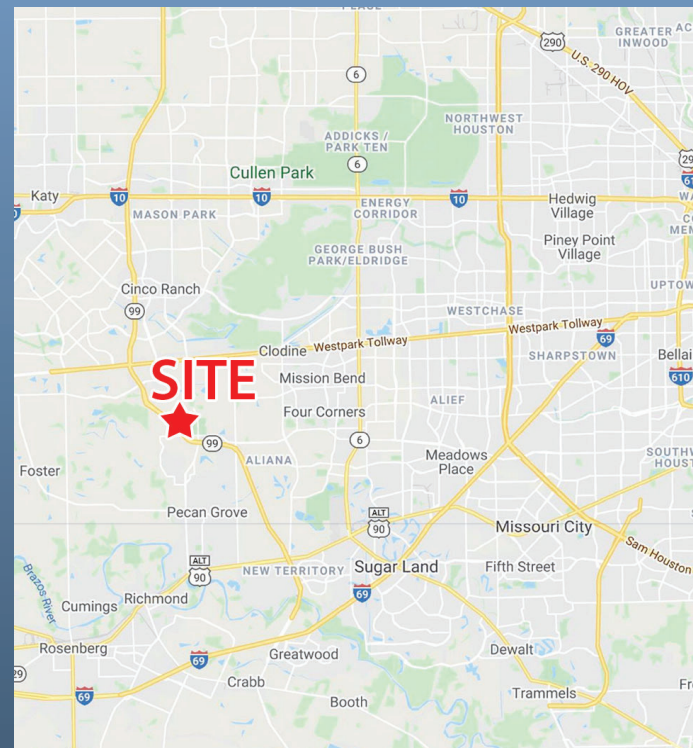 GREATER
INWOOD
290
U.S. 290 HOV
6
NORTHWEST
HOUSTON
ADDICKS /
PARK TEN
6
Cullen Park
Katy
10
10
10
MASON PARK
ENERGY
CORRIDOR
Hedwig
Village
GEORGE BUSH
PARK/ELDRIDGE
Piney Point
Village
Cinco Ranch
99
WESTCHASE
Westpark Tollway
69
Clodine
Westpark Tollway
SHARPSTOWN
SITE
Mission Bend
610
Four Corners
ALIEF
99
6
ALIANA
Meadows
Place
Foster
Pecan Grove
ALT
90
Missouri City
Sam Houston
ALT
90
NEW TERRITORY
Sugar Land
Fifth Street
Brazos River
69
Cumings
Richmond
Rosenberg
69
Greatwood
Dewalt
Crabb
69
Booth
Trammels